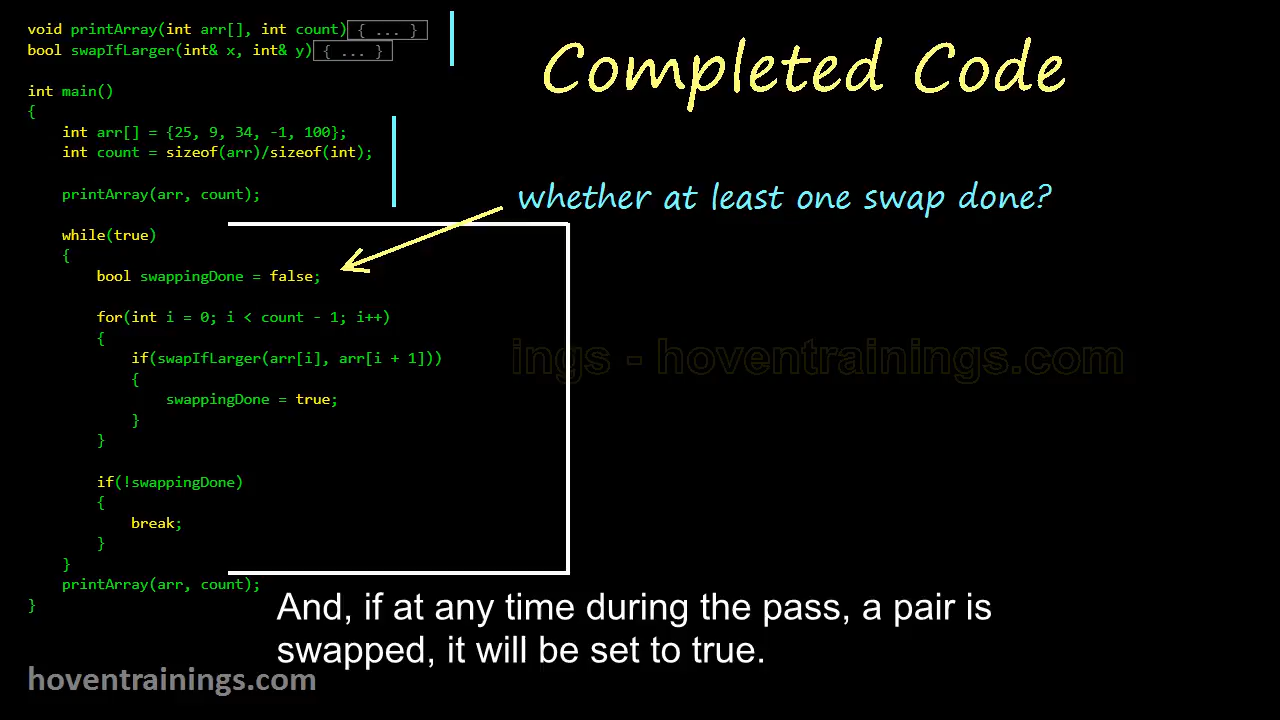 void printArray(int arr[], int count){ ... }
bool swapIfLarger(int& x, int& y){ ... }
Completed Code
int main()
{
int arr[] = {25, 9, 34, -1, 100};
int count = sizeof(arr)/sizeof(int);
printArray(arr, count);
whether at least one swap done?
while(true)
{
bool swappingDone = false;
for(int i = 0; i < count - 1; i++)
{
if(swapIfLarger(arr[i], arr[i + 1]))
ings - hoventrainings.com
{
swappingDone = true;
}
}
if(!swappingDone)
{
break;
}
}
printArray(arr, count);
}
And, if at any time during the pass, a pair is
swapped, it will be set to true.
hoventrainings.com